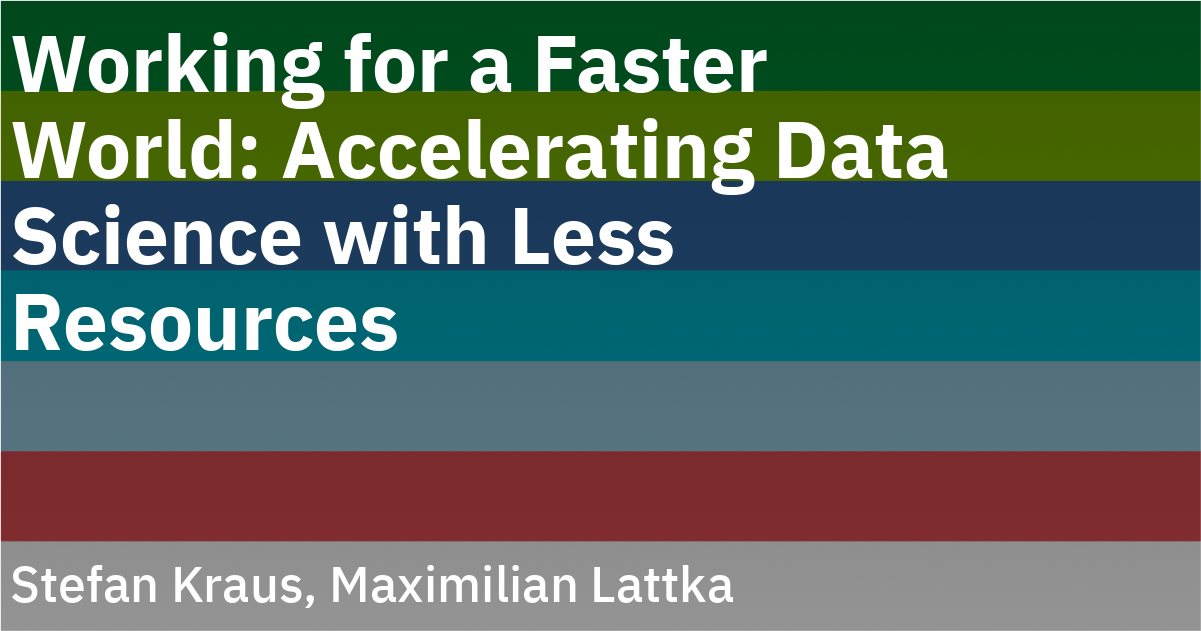 Working for a Faster
World: Accelerating Data
Science with Less
Resources
Stefan Kraus, Maximilian Lattka